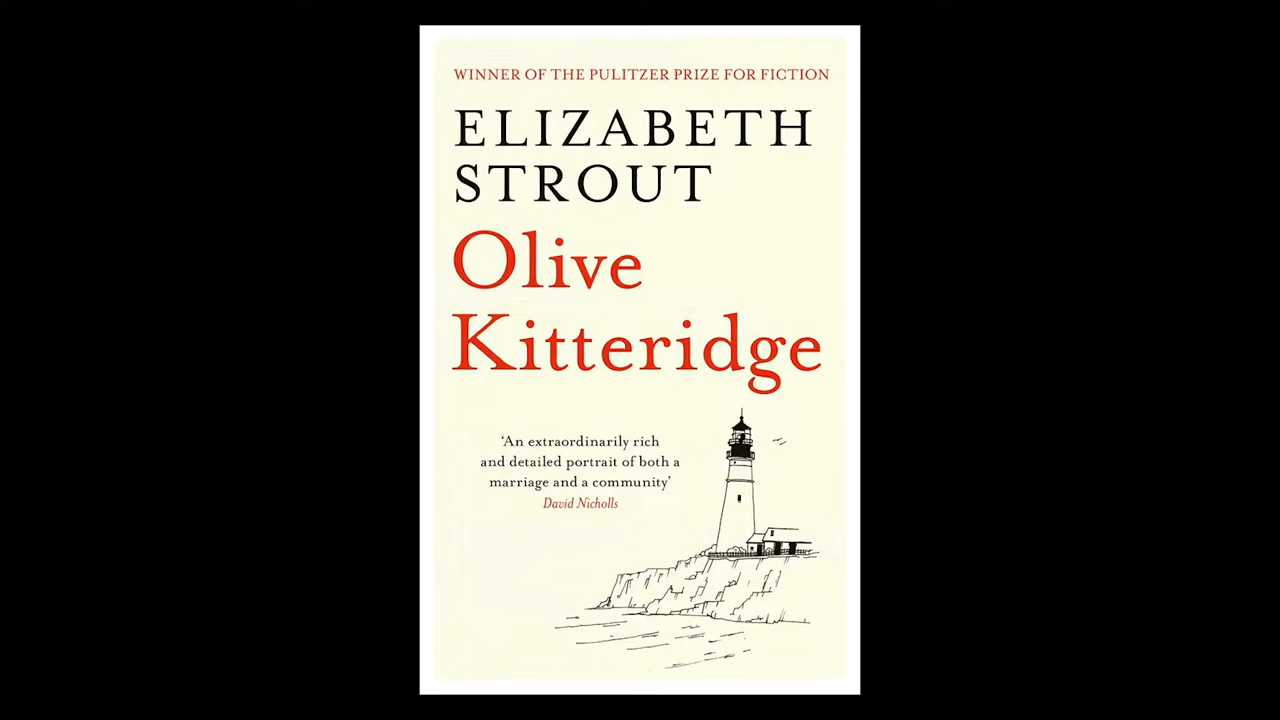 WINNER OF THE PULITZER PRIZE FOR FICTION
ELIZABETH
STROUT
Olive
Kitteridge
‘An extraordinarily rich
and detailed portrait of both a
marriage and a community’
David Nicholls